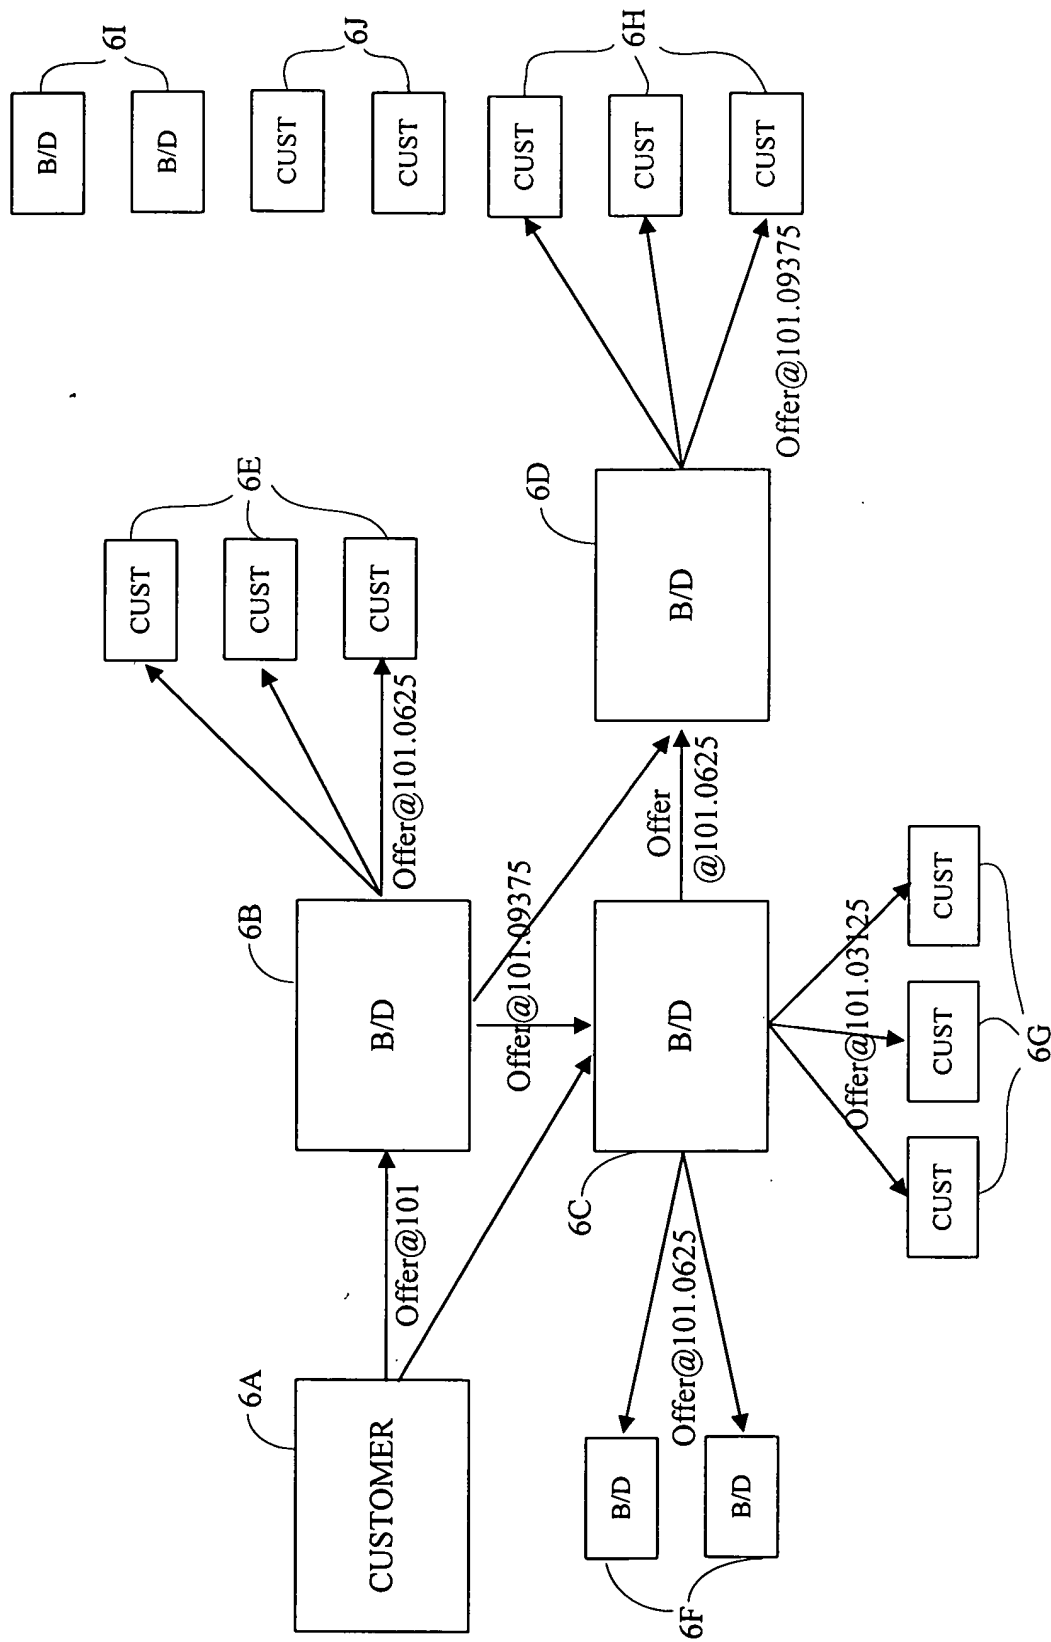 6A
CUSTOMER
Offer@101
6B
B/D
Offer@101.0625
CUST
CUST
CUST
6E
Offer@101.09375
6C
B/D
Offer
@101.0625
6D
B/D
Offer@101.0625
B/D
B/D
6F
Offer@101.03125
CUST
CUST
CUST
6G
Offer@101.09375
CUST
CUST
CUST
6H
B/D
B/D
6I
CUST
CUST
6J